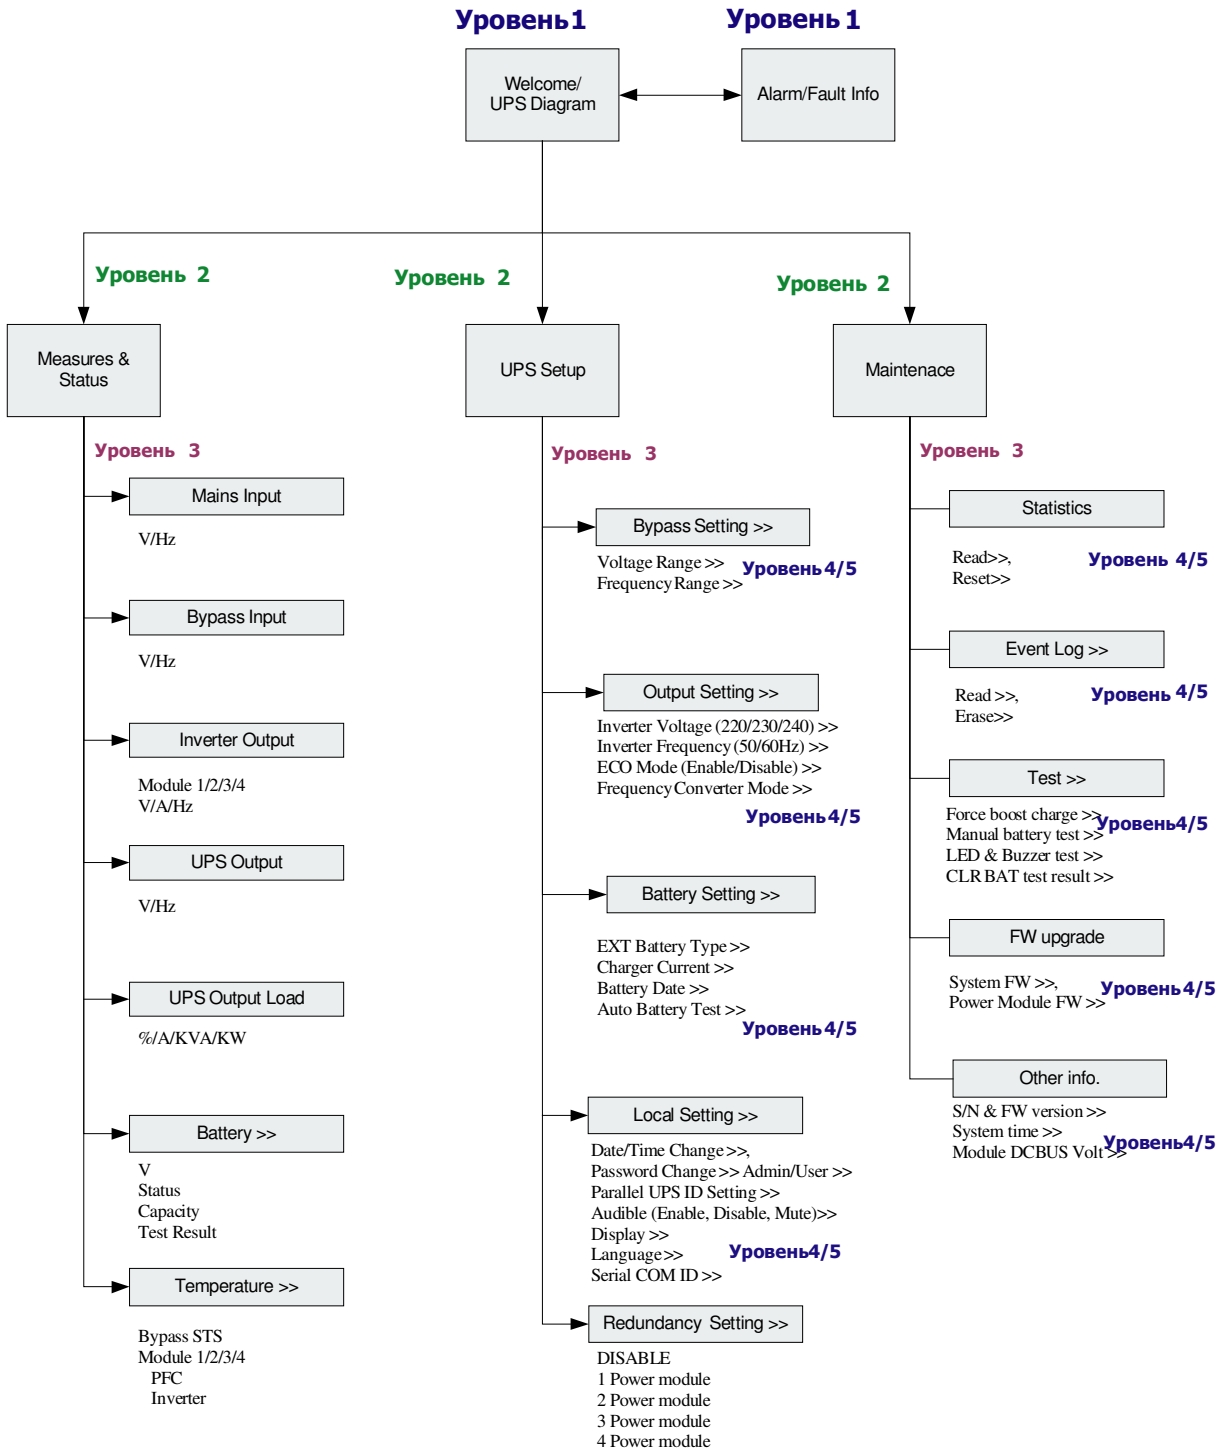 Уровень 1
Уровень 1
Welcome/
UPS Diagram
Alarm/Fault Info
Уровень 2
Уровень 2
Уровень 2
Measures &
Status
UPS Setup
Maintenace
Уровень 3
Mains Input
V/Hz
Bypass Input
V/Hz
Inverter Output
Module 1/2/3/4
V/A/Hz
UPS Output
V/Hz
UPS Output Load
%/A/KVA/KW
Battery >>
V
Status
Capacity
Test Result
Temperature >>
Bypass STS
Module 1/2/3/4
PFC
Inverter
Уровень 3
Bypass Setting >>
Voltage Range >>
Frequency Range >>
Уровень 4/5
Output Setting >>
Inverter Voltage (220/230/240) >>
Inverter Frequency (50/60Hz) >>
ECO Mode (Enable/Disable) >>
Frequency Converter Mode >>
Уровень 4/5
Battery Setting >>
EXT Battery Type >>
Charger Current >>
Battery Date >>
Auto Battery Test >>
Уровень 4/5
Local Setting >>
Date/Time Change >>,
Password Change >> Admin/User >>
Parallel UPS ID Setting >>
Audible (Enable, Disable, Mute)>>
Display >>
Language >>
Уровень4/5
Serial COM ID >>
Redundancy Setting >>
DISABLE
1 Power module
2 Power module
3 Power module
4 Power module
Уровень 3
Statistics
Read>>,
Reset>>
Уровень 4/5
Event Log >>
Read >>,
Erase>>
Уровень 4/5
Test >>
Force boost charge >>
Manual battery test >>
LED & Buzzer test >>
CLR BAT test result >>
Уровень4/5
FW upgrade
System FW >>,
Power Module FW >>
Уровень4/5
Other info.
S/N & FW version >>
System time >>
Module DCBUS Volt >>
Уровень4/5